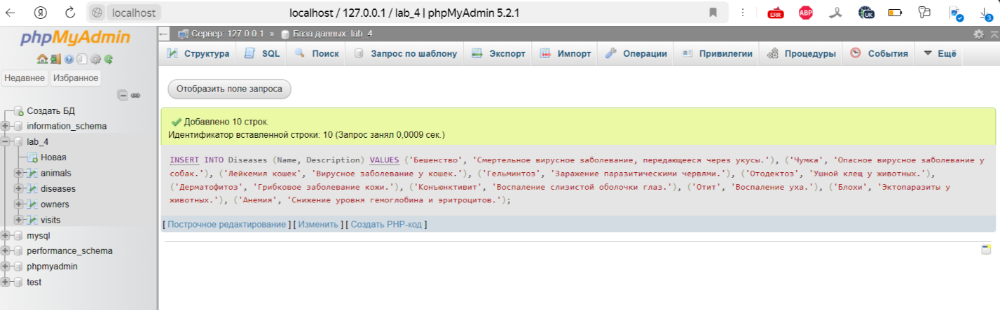 localhost
localhost / 127.0.0.1 / lab_4 | phpMyAdmin 5.2.1
ERR
ABP
UK
3
phpMyAdmin
Недавнее Избранное
Создать БД
information_schema
lab_4
Новая
animals
diseases
owners
visits
mysql
performance_schema
phpmyadmin
test
Сервер: 127.0.0.1 » База данных: lab_4
Структура SQL Поиск Запрос по шаблону Экспорт Импорт Операции Привилегии Процедуры События Ещё
Отобразить поле запроса
Добавлено 10 строк.
Идентификатор вставленной строки: 10 (Запрос занял 0,0009 сек.)
INSERT INTO Diseases (Name, Description) VALUES ('Бешенство', 'Смертельное вирусное заболевание, передающееся через укусы.'), ('Чумка', 'Опасное вирусное заболевание у
собак.'), ('Лейкемия кошек', 'Вирусное заболевание у кошек.'), ('Гельминтоз', 'Заражение паразитическими червями.'), ('Отодектоз', 'Ушной клещ у животных.'),
('Дерматофитоз', 'Грибковое заболевание кожи.'), ('Конъюнктивит', 'Воспаление слизистой оболочки глаз.'), ('Отит', 'Воспаление уха.'), ('Блохи', 'Эктопаразиты у
животных.'), ('Анемия', 'Снижение уровня гемоглобина и эритроцитов.');
[ Построчное редактирование ] [ Изменить ] [ Создать PHP-код ]